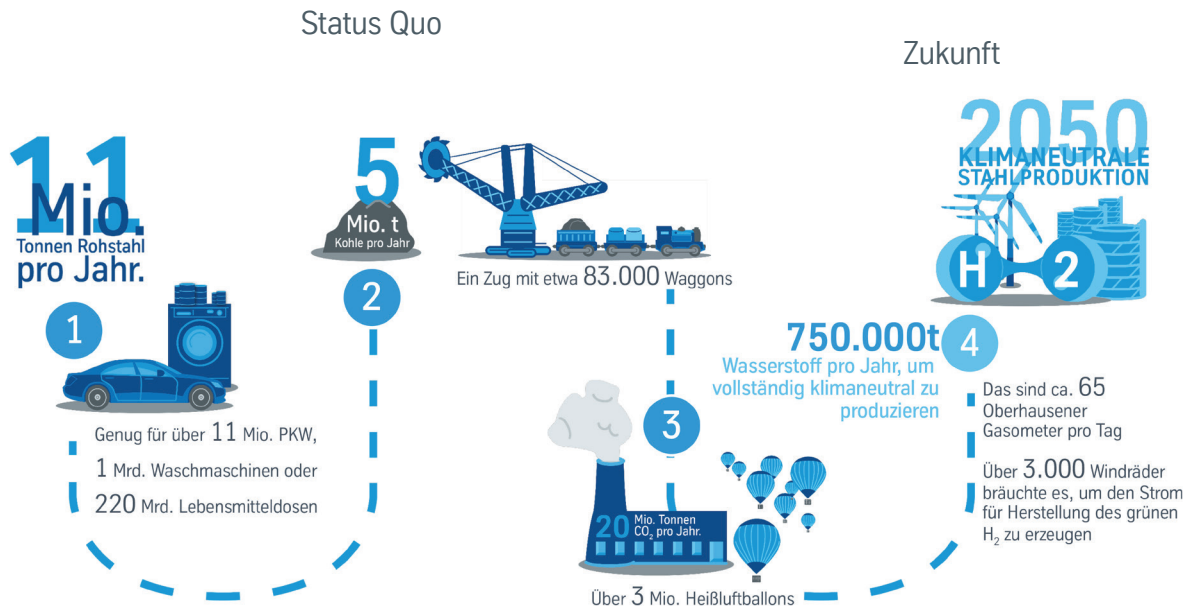 Status Quo
Zukunft
11
Mio.
Tonnen Rohstahl
pro Jahr.
1
Genug für über 11 Mio. PKW,
1 Mrd. Waschmaschinen oder
220 Mrd. Lebensmitteldosen
5
Mio. t
Kohle pro Jahr
2
Ein Zug mit etwa 83.000 Waggons
3
20
Mio. Tonnen
CO₂ pro Jahr.
Über 3 Mio. Heißluftballons
2050
KLIMANEUTRALE
STAHLPRODUKTION
H 2
4
750.000t
Wasserstoff pro Jahr, um
vollständig klimaneutral zu
produzieren
Das sind ca. 65
Oberhausener
Gasometer pro Tag
Über 3.000 Windräder
bräuchte es, um den Strom
für Herstellung des grünen
H₂ zu erzeugen